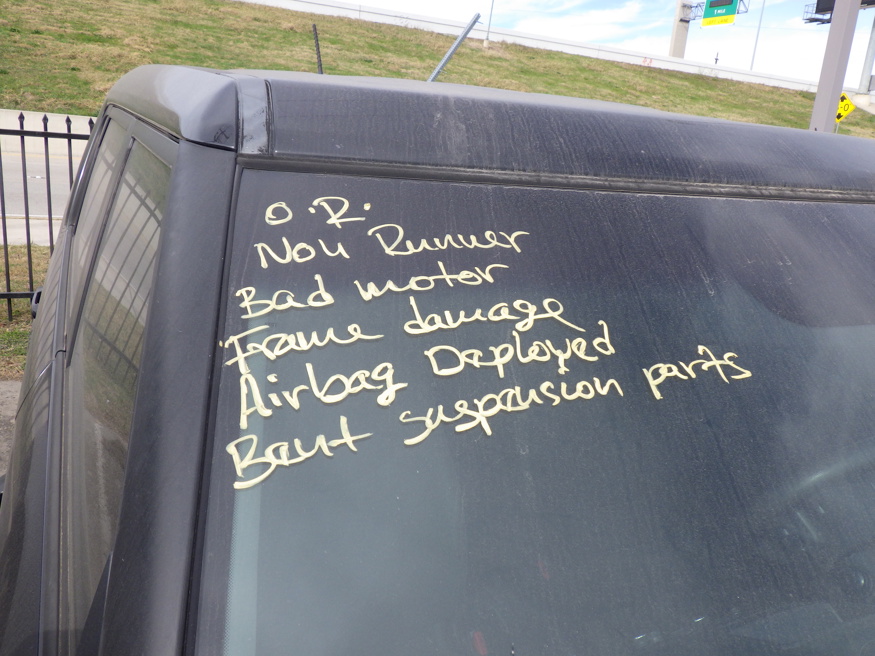 O.R.
Non Runner
Bad motor
Frame damage
Airbag Deployed
Bent suspension parts